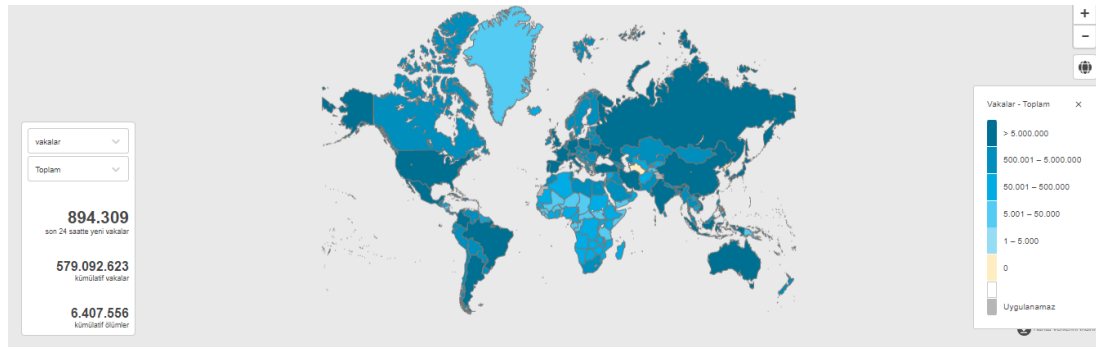 vakalar
Toplam
894.309
son 24 saatte yeni vakalar
579.092.623
kümülatif vakalar
6.407.556
kümülatif ölümler
+
−
Vakalar - Toplam ×
> 5.000.000
500.001 – 5.000.000
50.001 – 500.000
5.001 – 50.000
1 – 5.000
0
Uygulanamaz